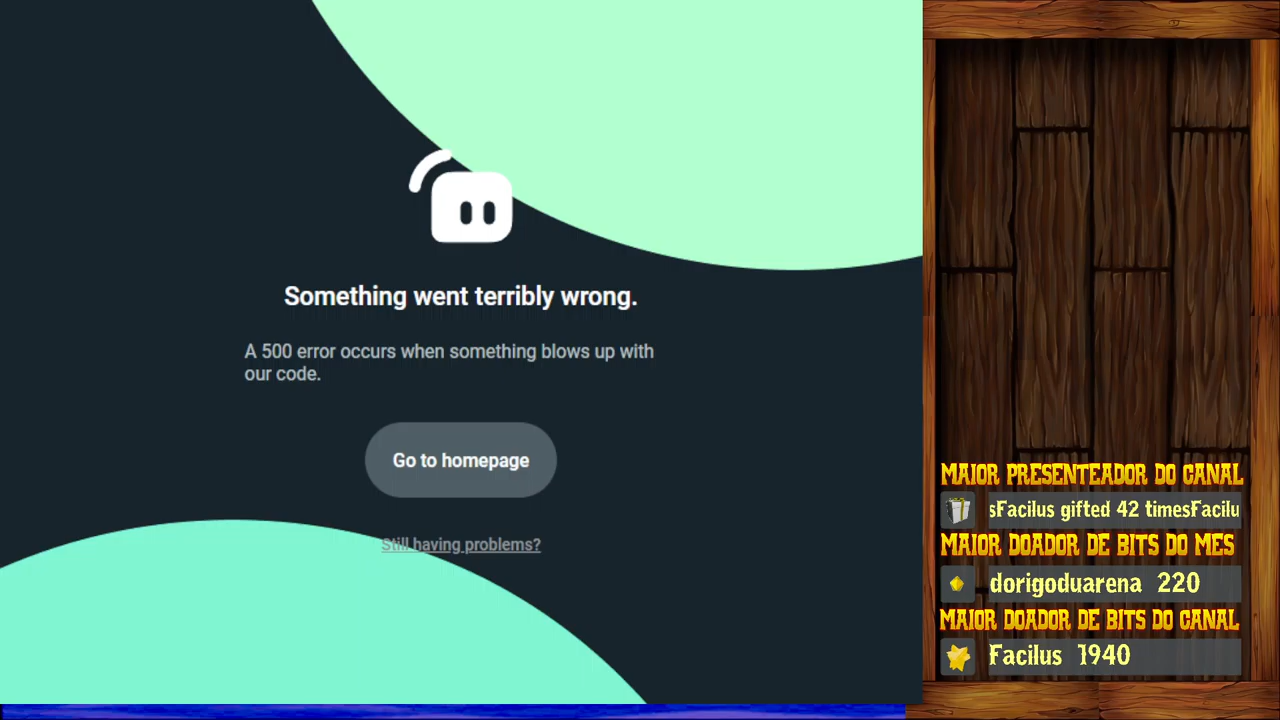 Something went terribly wrong.
A 500 error occurs when something blows up with
our code.
Go to homepage
Still having problems?
MAIOR PRESENTEADOR DO CANAL
sFacilus gifted 42 timesFacilu
MAIOR DOADOR DE BITS DO MES
dorigoduarena 220
MAIOR DOADOR DE BITS DO CANAL
Facilus 1940